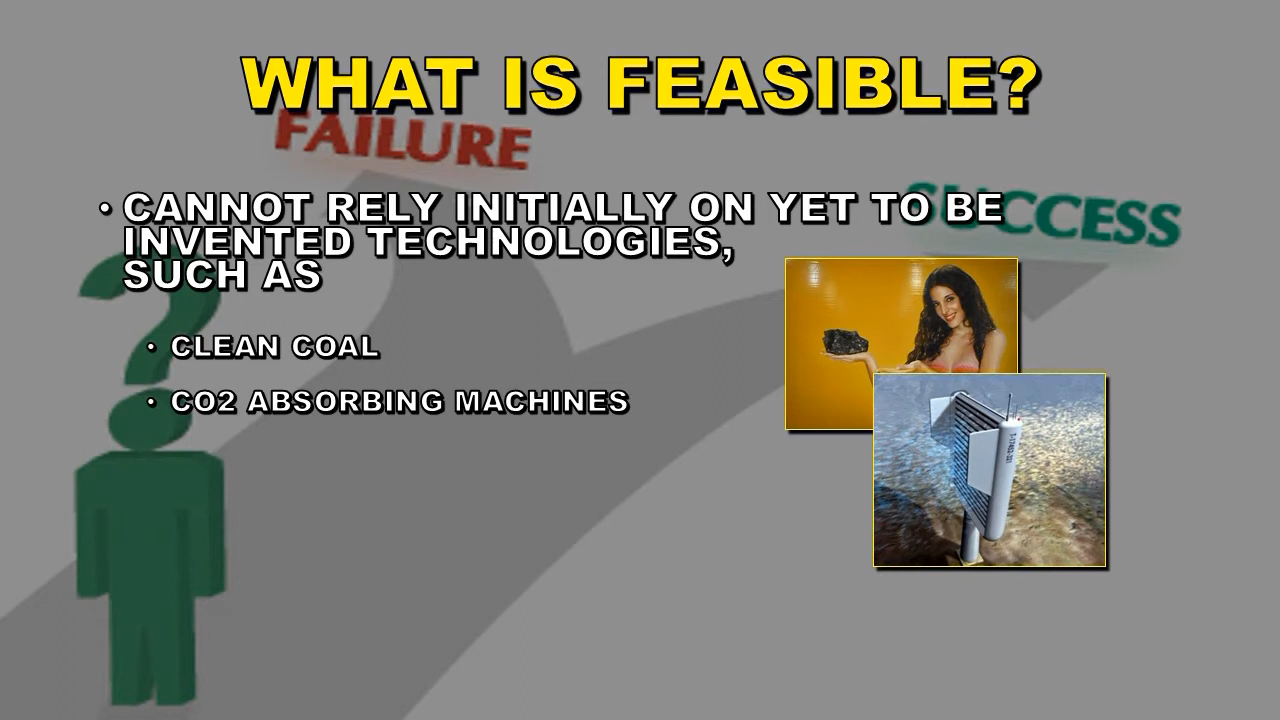 WHAT IS FEASIBLE?
FAILURE
SUCCESS
• CANNOT RELY INITIALLY ON YET TO BE
INVENTED TECHNOLOGIES,
SUCH AS
• CLEAN COAL
• CO2 ABSORBING MACHINES